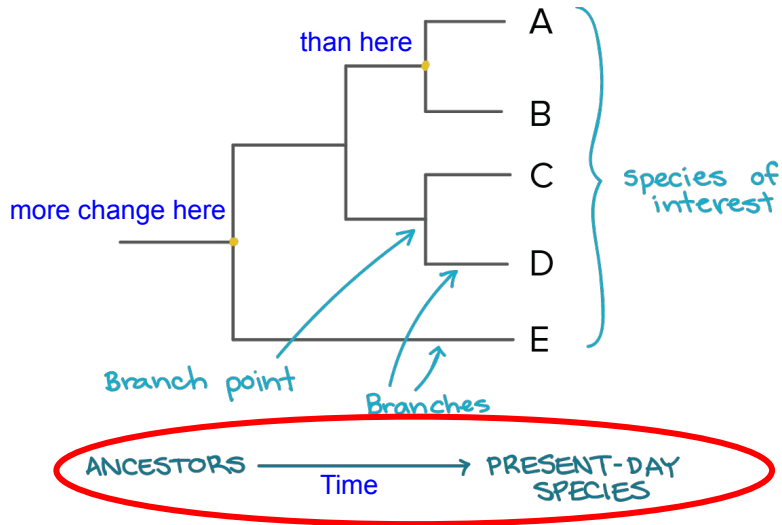 A
than here
B
C
species of
interest
more change here
D
E
Branch point
Branches
ANCESTORS
PRESENT-DAY
SPECIES
Time